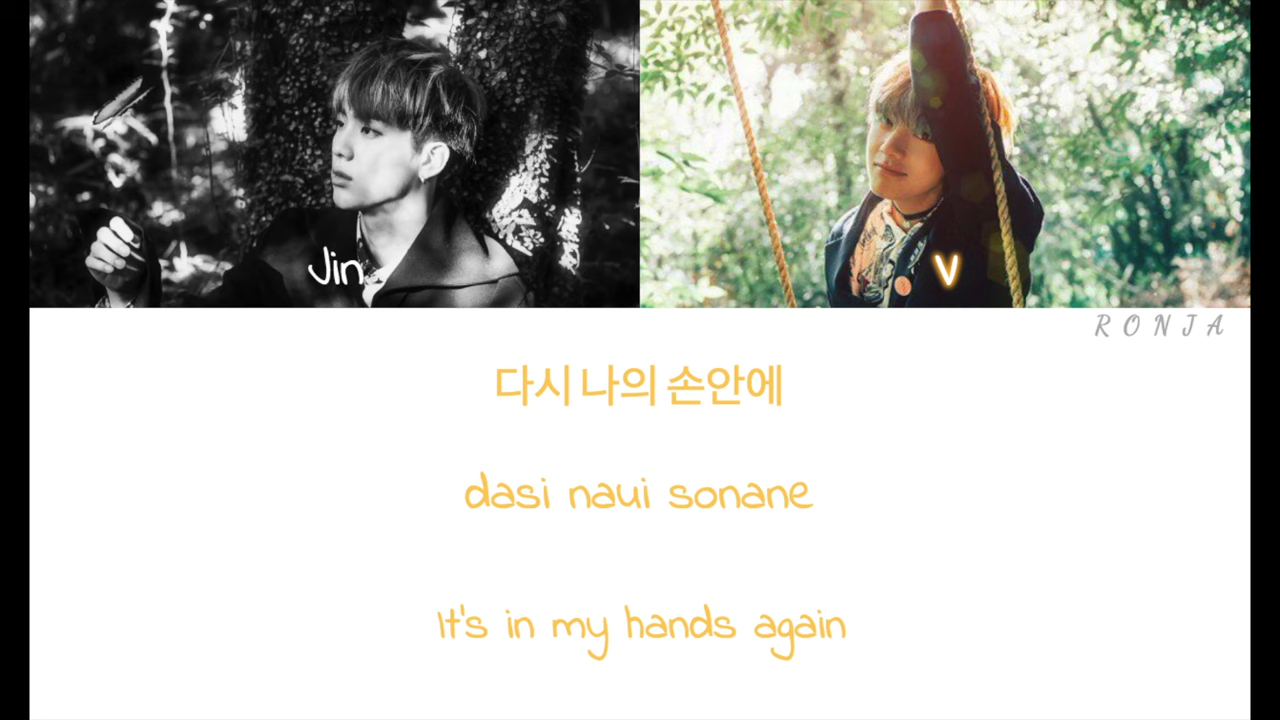 Jin
V
R O N J A
다시 나의 손안에
dasi naui sonane
It's in my hands again